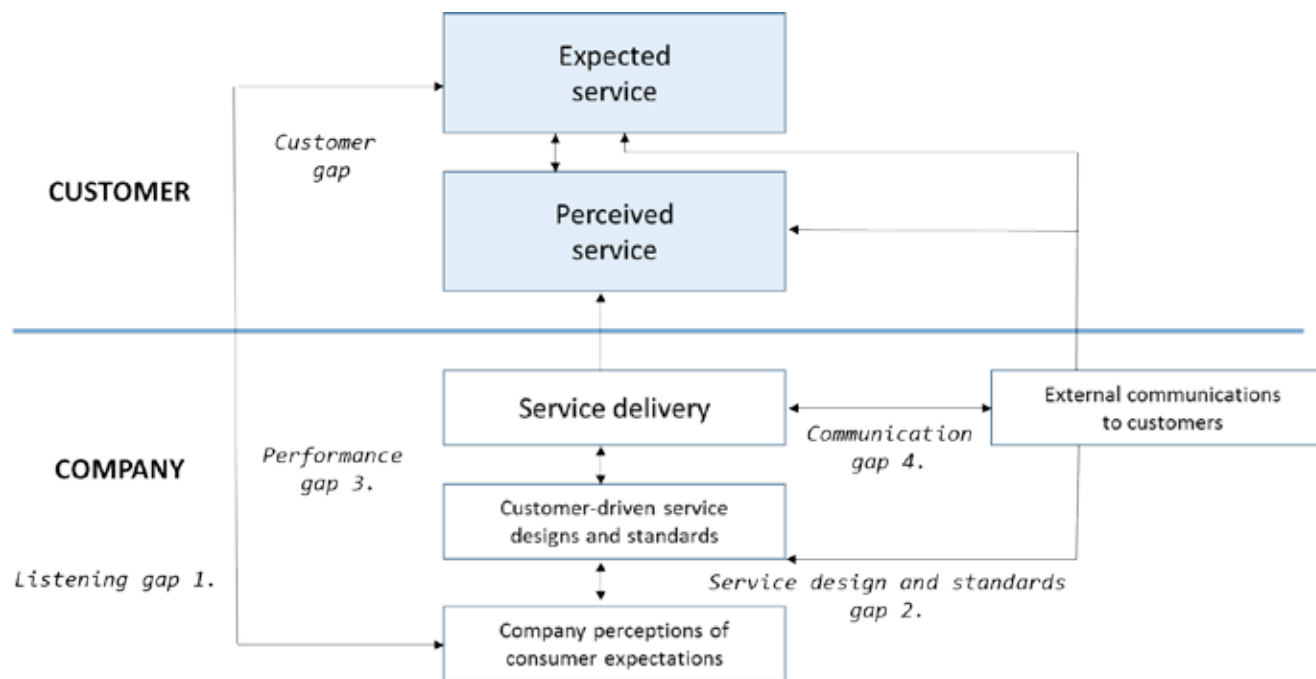 Expected
service
Customer
gap
CUSTOMER
Perceived
service
Service delivery
External communications
to customers
Communication
gap 4.
Performance
gap 3.
COMPANY
Customer-driven service
designs and standards
Listening gap 1.
Service design and standards
gap 2.
Company perceptions of
consumer expectations